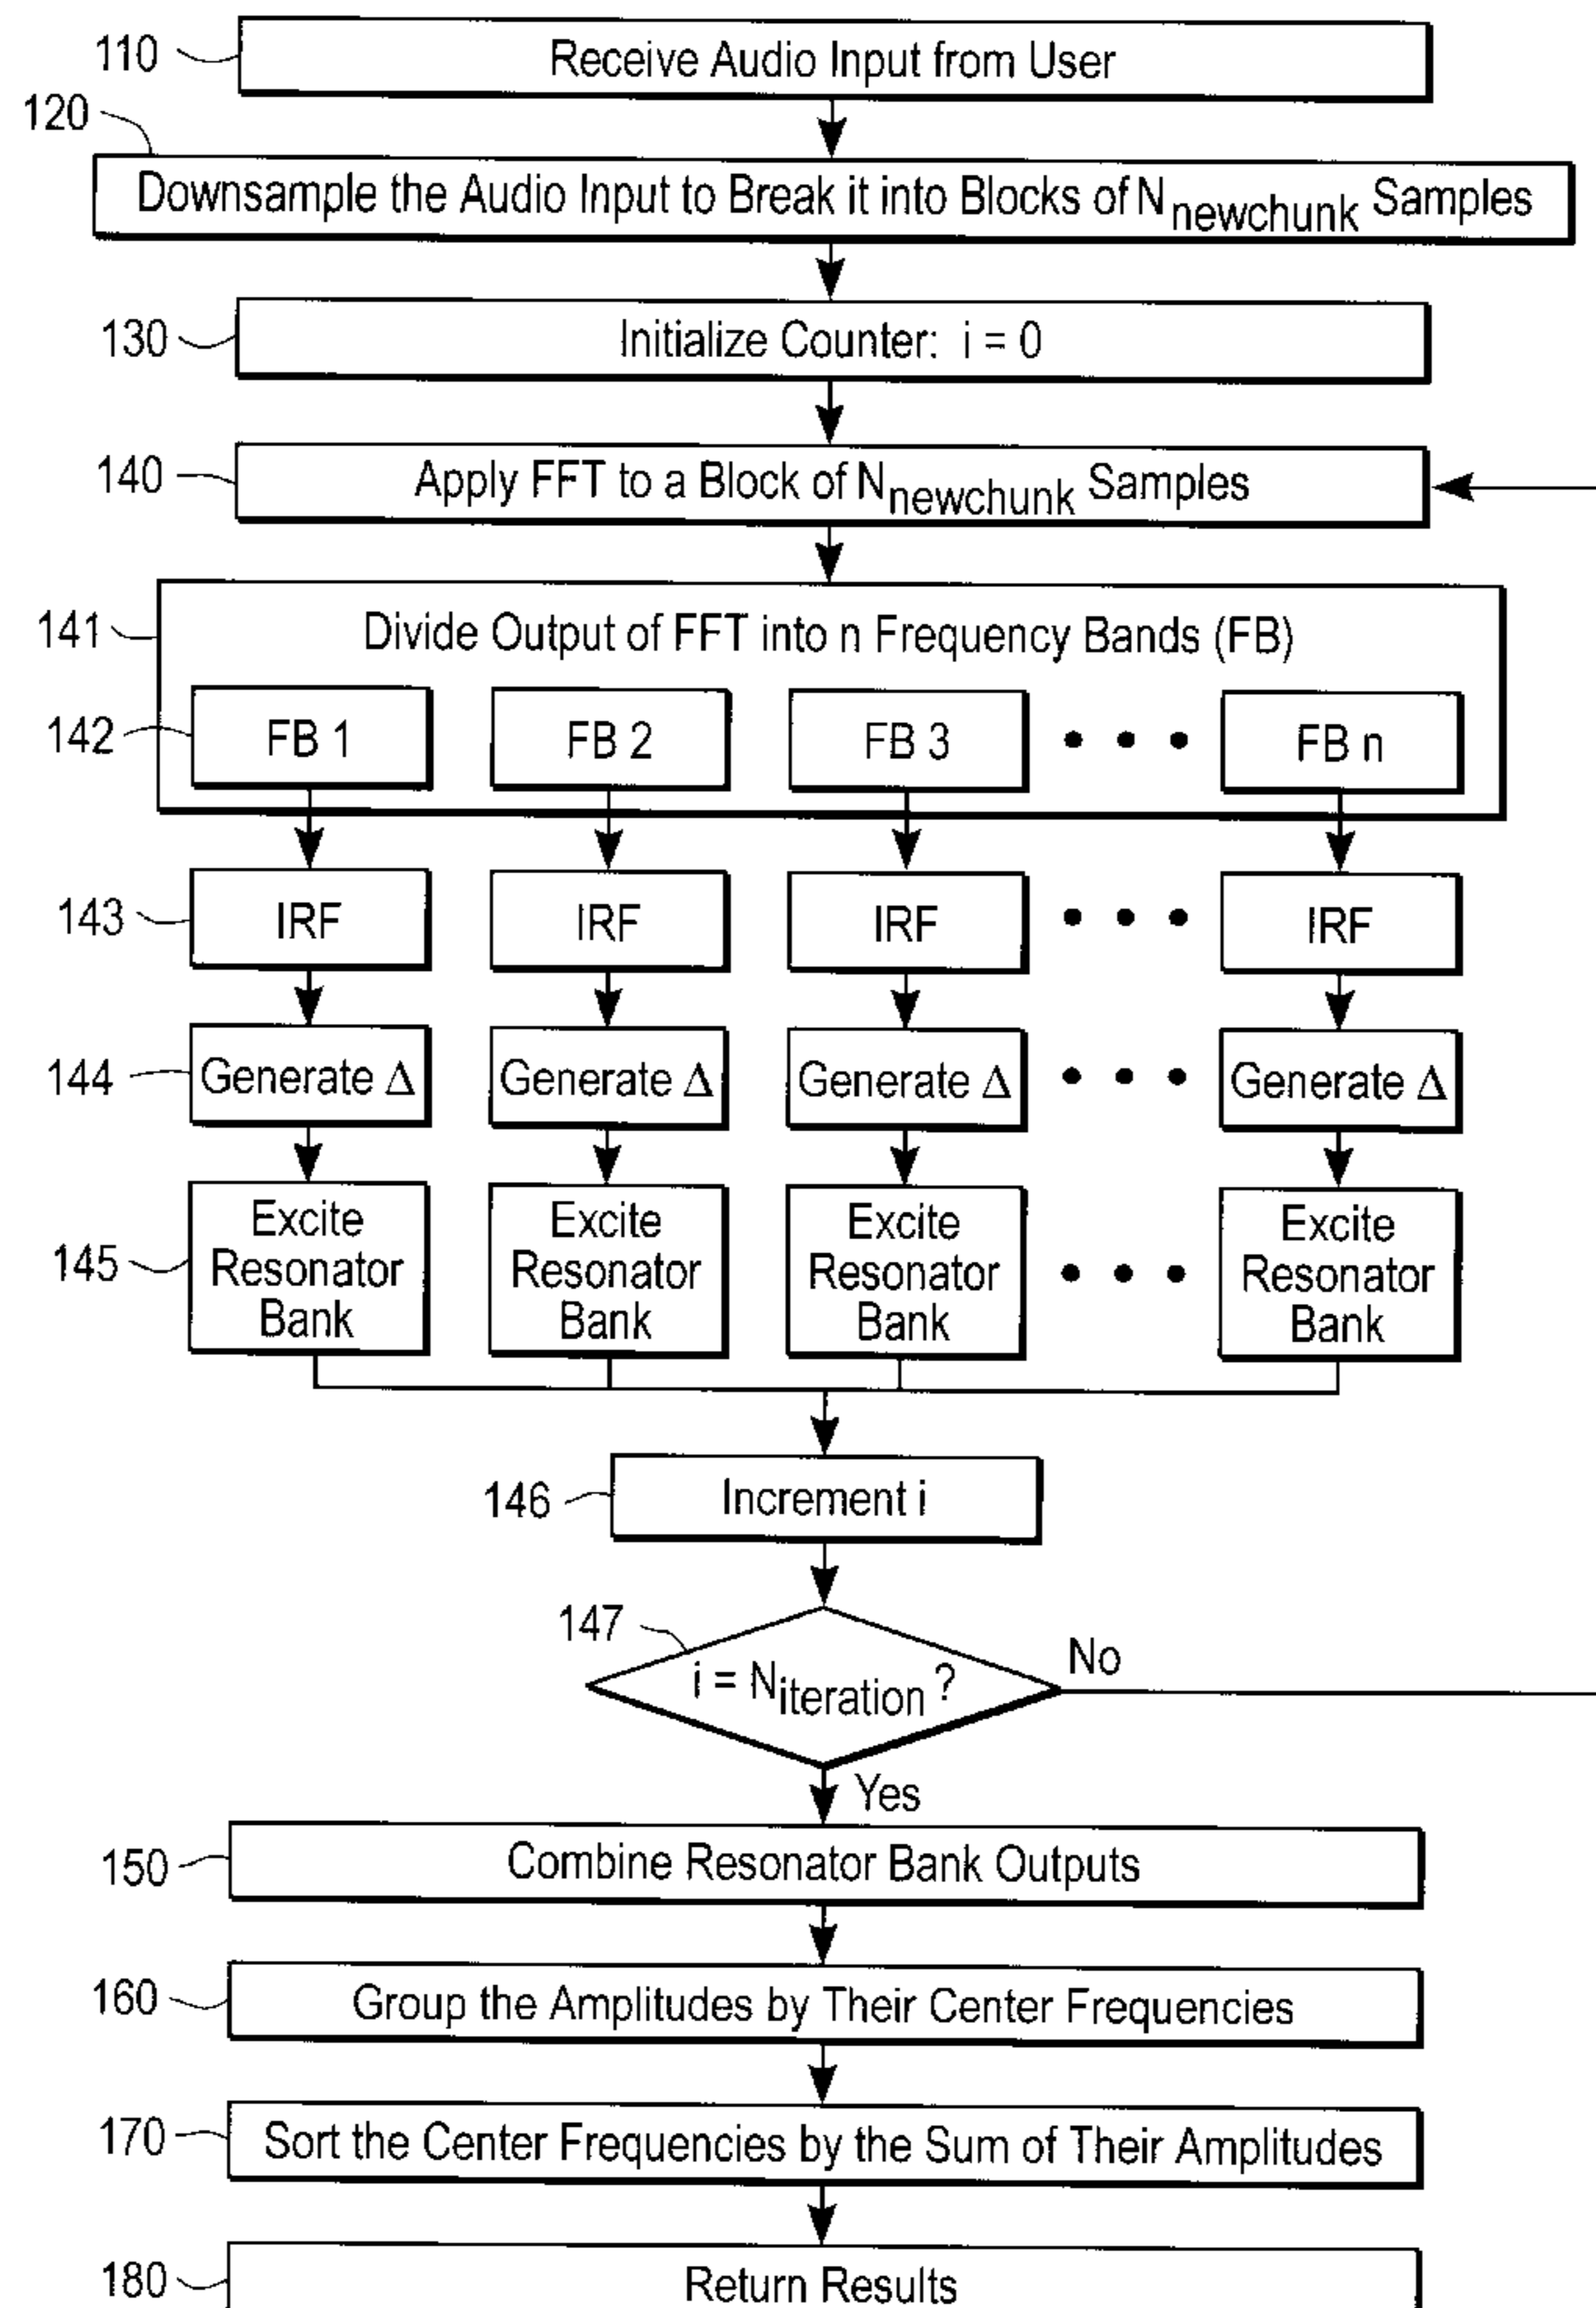 110
Receive Audio Input from User
120
Downsample the Audio Input to Break it into Blocks of Nnewchunk Samples
130
Initialize Counter: i = 0
140
Apply FFT to a Block of Nnewchunk Samples
141
Divide Output of FFT into n Frequency Bands (FB)
142
FB 1 FB 2 FB 3 • • • FB n
143
IRF IRF IRF • • • IRF
144
Generate Δ Generate Δ Generate Δ • • • Generate Δ
145
Excite Resonator Bank
Excite Resonator Bank
Excite Resonator Bank
• • •
Excite Resonator Bank
146
Increment i
147
i = Niteration ?
No
Yes
150
Combine Resonator Bank Outputs
160
Group the Amplitudes by Their Center Frequencies
170
Sort the Center Frequencies by the Sum of Their Amplitudes
180
Return Results